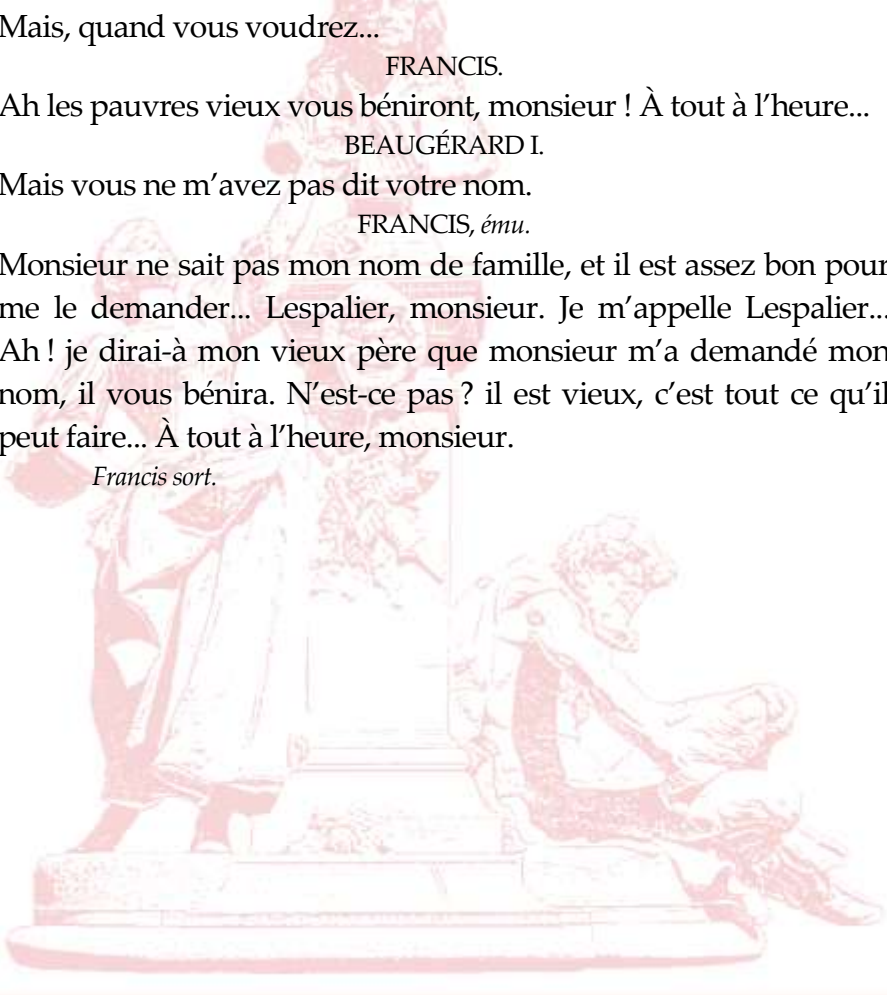 Mais, quand vous voudrez...
FRANCIS.
Ah les pauvres vieux vous béniront, monsieur ! À tout à l’heure...
BEAUGÉRARD I.
Mais vous ne m’avez pas dit votre nom.
FRANCIS, ému.
Monsieur ne sait pas mon nom de famille, et il est assez bon pour
me le demander... Lespalier, monsieur. Je m’appelle Lespalier...
Ah ! je dirai-à mon vieux père que monsieur m’a demandé mon
nom, il vous bénira. N’est-ce pas ? il est vieux, c’est tout ce qu’il
peut faire... À tout à l’heure, monsieur.
Francis sort.